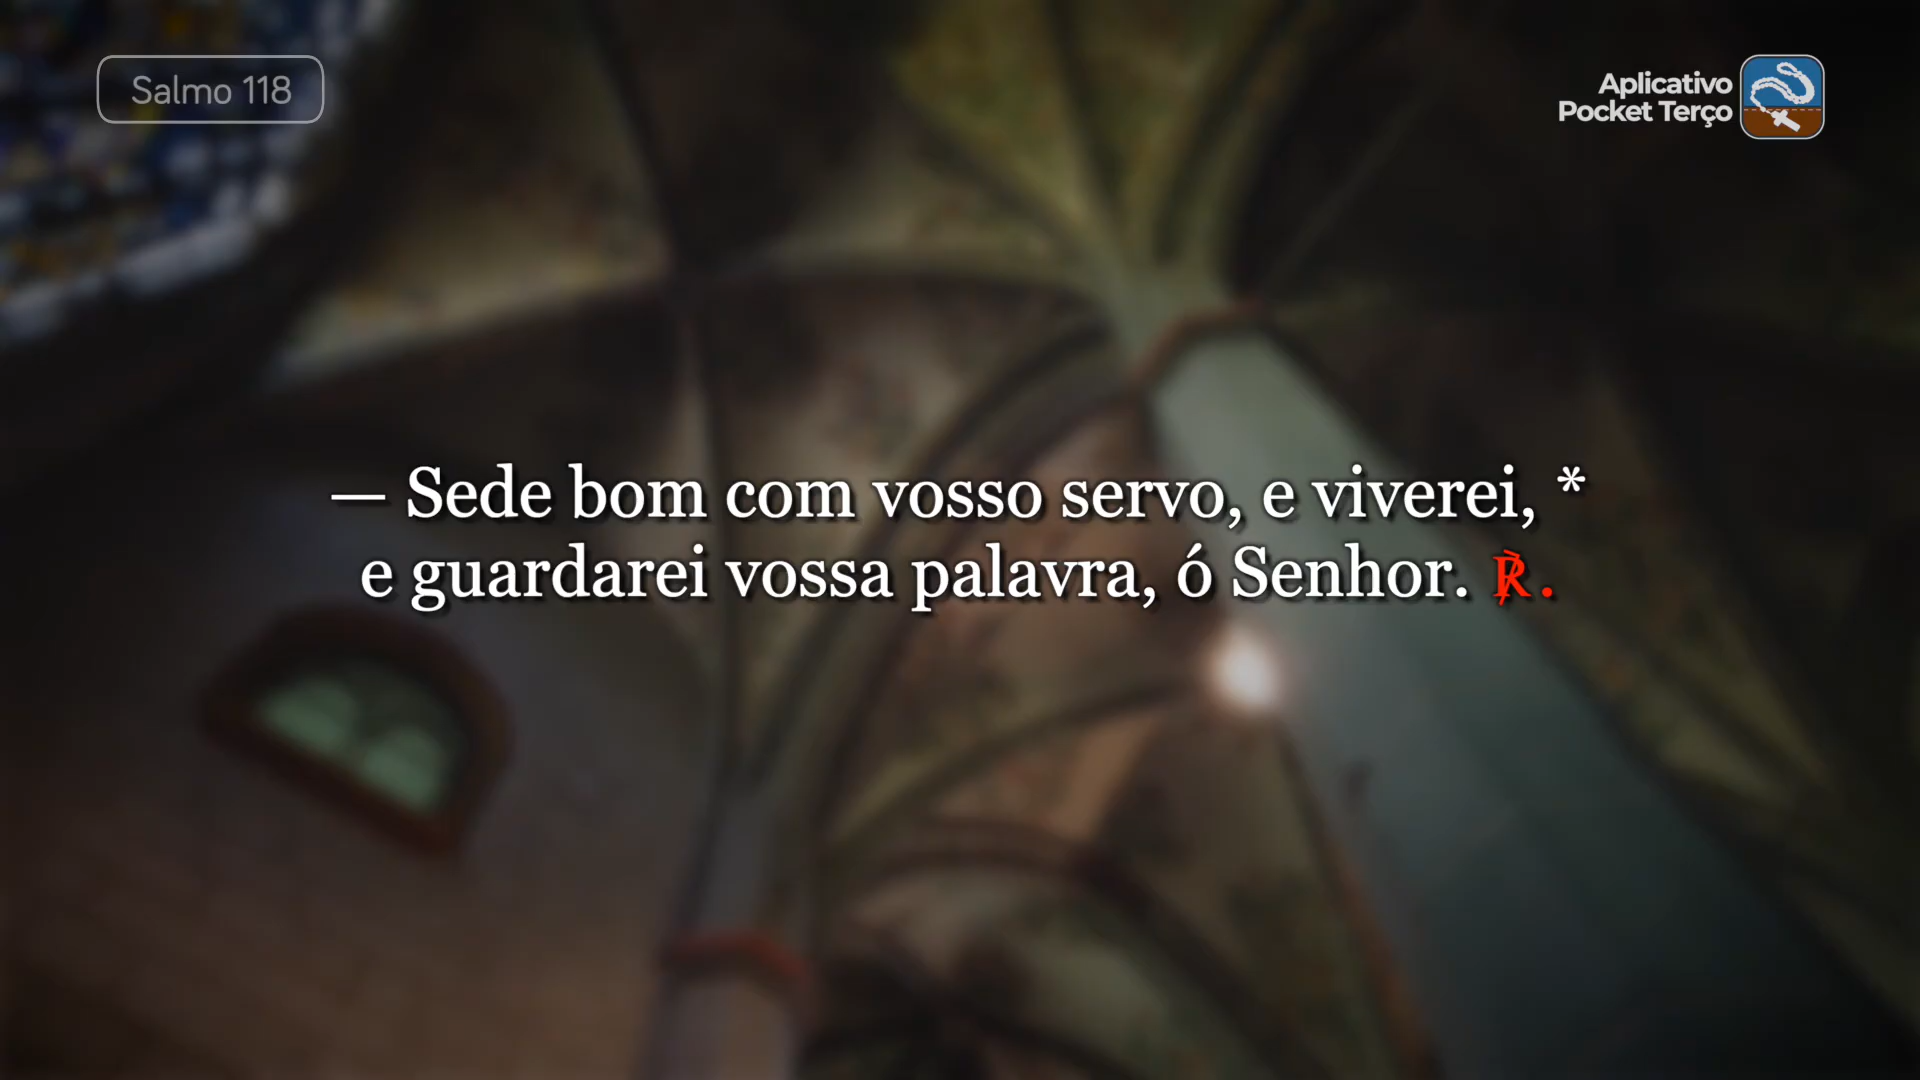 Salmo 118
Aplicativo
Pocket Terço
— Sede bom com vosso servo, e viverei, *
e guardarei vossa palavra, ó Senhor. ℟.